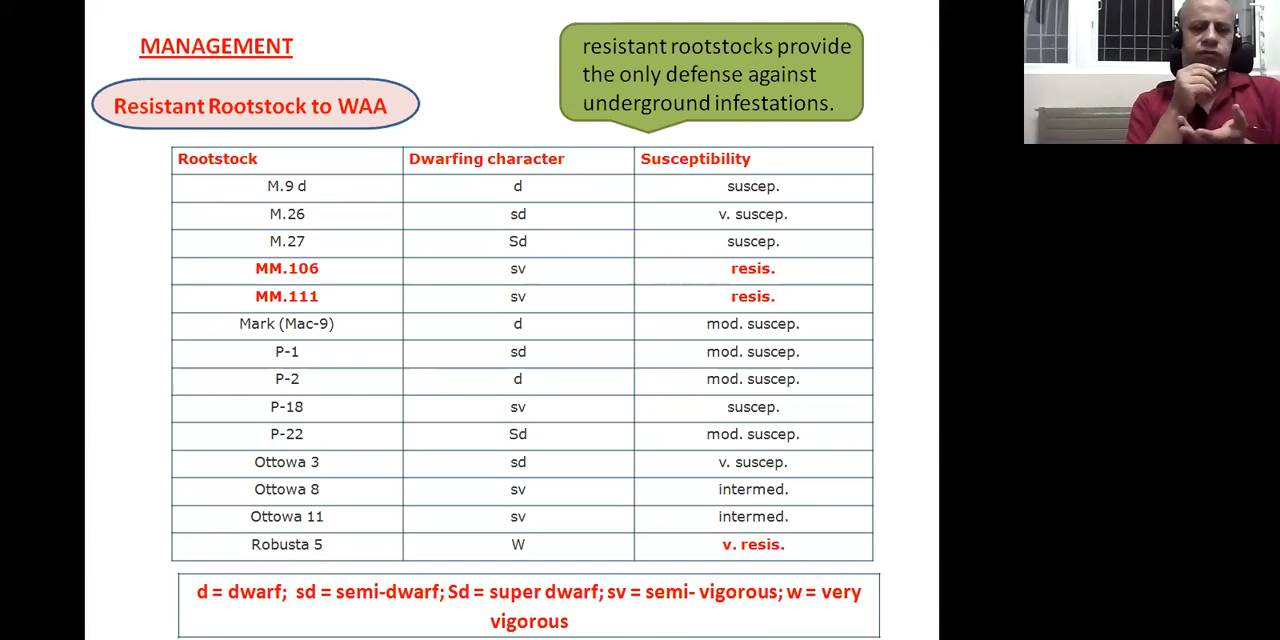 MANAGEMENT
resistant rootstocks provide
the only defense against
underground infestations.
Resistant Rootstock to WAA
Rootstock Dwarfing character Susceptibility
M.9 d d suscep.
M.26 sd v. suscep.
M.27 Sd suscep.
MM.106 sv resis.
MM.111 sv resis.
Mark (Mac-9) d mod. suscep.
P-1 sd mod. suscep.
P-2 d mod. suscep.
P-18 sv suscep.
P-22 Sd mod. suscep.
Ottowa 3 sd v. suscep.
Ottowa 8 sv intermed.
Ottowa 11 sv intermed.
Robusta 5 W v. resis.
d = dwarf; sd = semi-dwarf; Sd = super dwarf; sv = semi- vigorous; w = very
vigorous